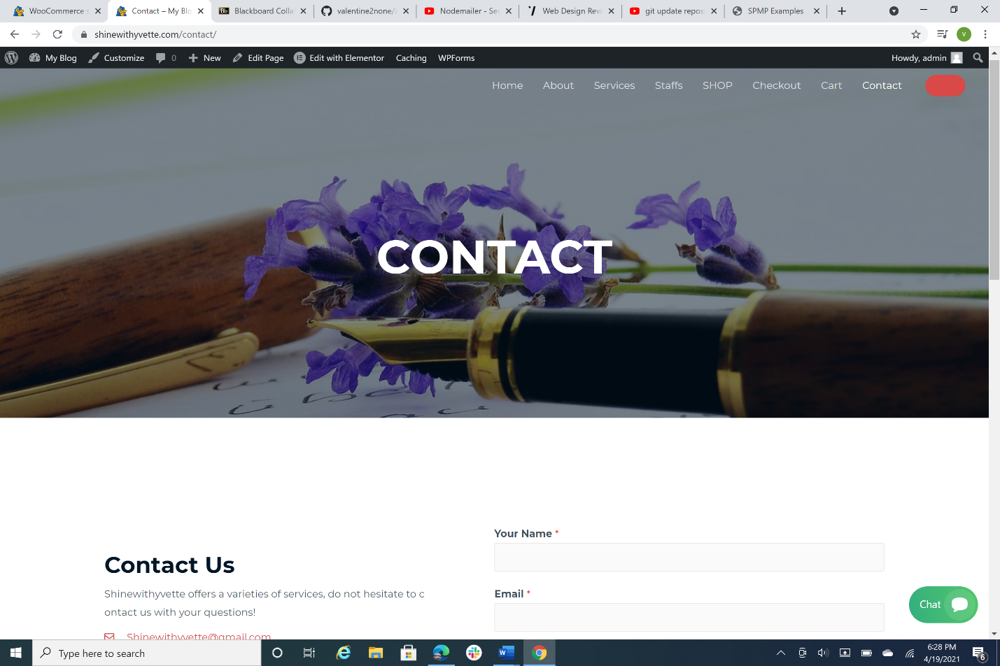 WooCommerce s
Contact – My Blo
Blackboard Colla
valentine2none/i
Nodemailer - Se
Web Design Revi
git update repos
SPMP Examples
shinewithyvette.com/contact/
V
My Blog
Customize
0
New
Edit Page
Edit with Elementor
Caching
WPForms
Howdy, admin
Home
About
Services
Staffs
SHOP
Checkout
Cart
Contact
CONTACT
Your Name *
Contact Us
Shinewithyvette offers a varieties of services, do not hesitate to c
ontact us with your questions!
Email *
Chat
Shinewithyvette@gmail.com
Type here to search
6:28 PM
4/19/2021
6